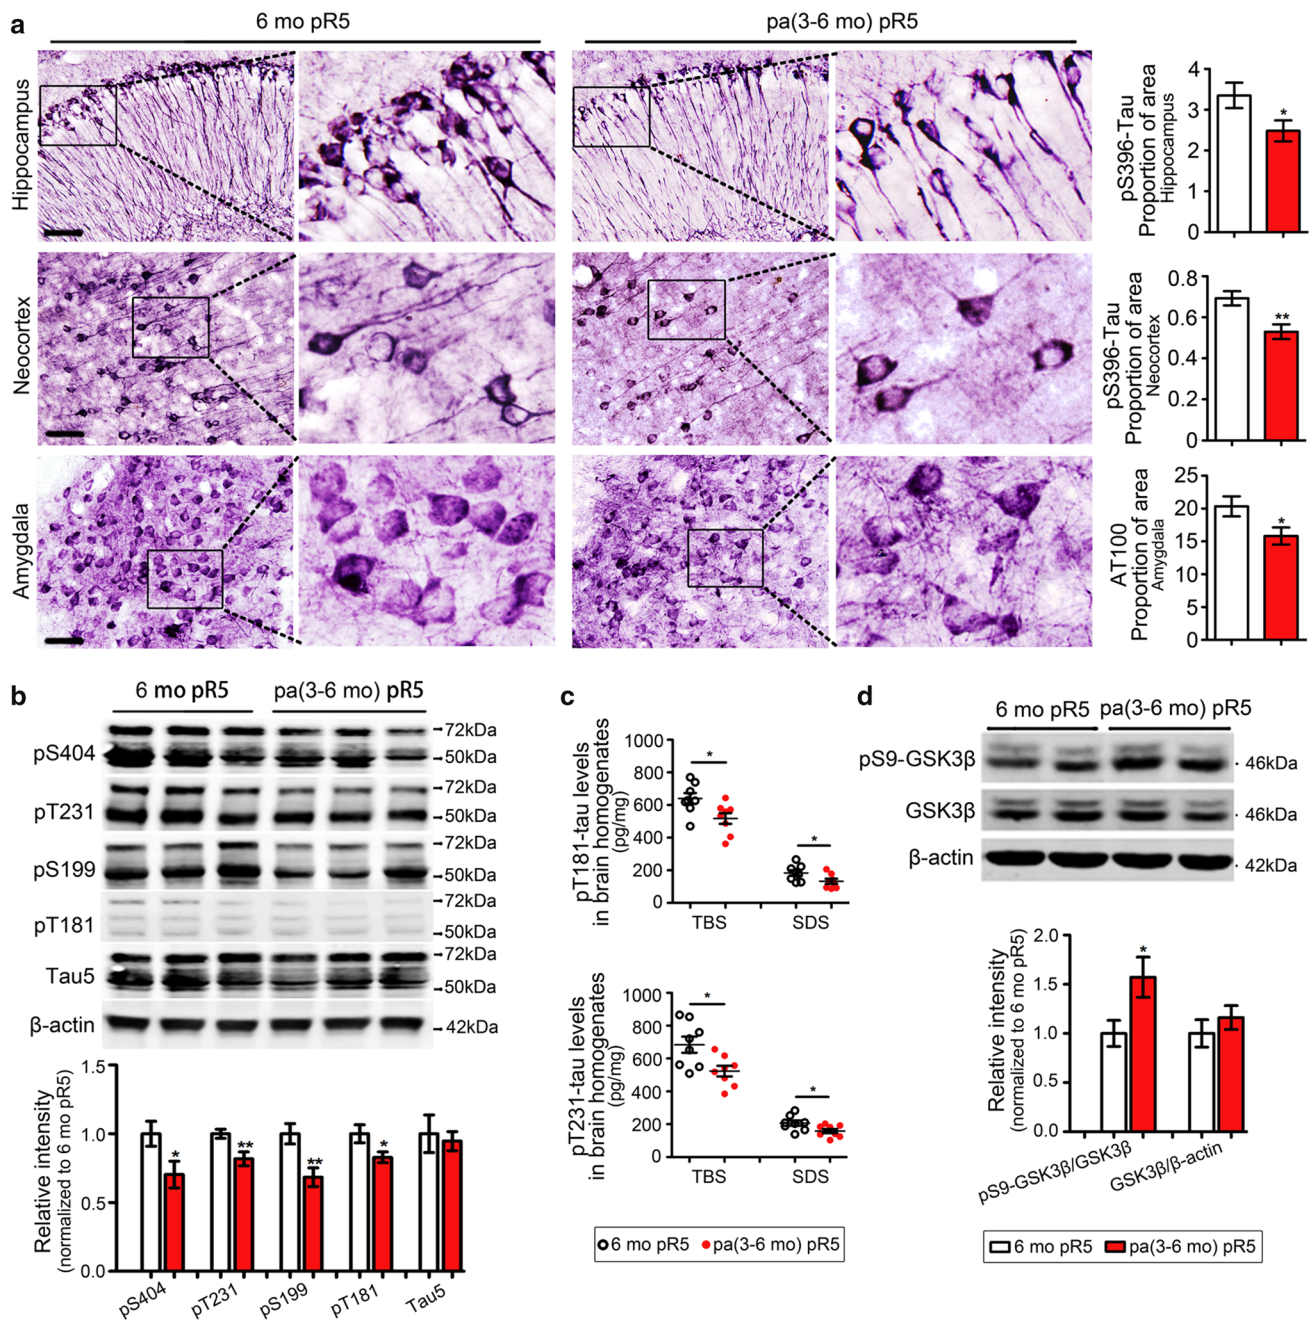 a
6 mo pR5
pa(3-6 mo) pR5
Hippocampus
pS396-Tau
Proportion of area
Hippocampus
4
3
2
1
0
*
Neocortex
pS396-Tau
Proportion of area
Neocortex
0.8
0.6
0.4
0.2
0
**
Amygdala
AT100
Proportion of area
Amygdala
25
20
15
10
5
0
*
b
6 mo pR5
pa(3-6 mo) pR5
pS404
72kDa
50kDa
pT231
72kDa
50kDa
pS199
72kDa
50kDa
pT181
72kDa
50kDa
Tau5
72kDa
50kDa
β-actin
42kDa
Relative intensity
(normalized to 6 mo pR5)
1.5
1.0
0.5
0.0
*
**
**
*
pS404
pT231
pS199
pT181
Tau5
c
pT181-tau levels
in brain homogenates
(pg/mg)
1000
800
600
400
200
0
*
*
TBS
SDS
pT231-tau levels
in brain homogenates
(pg/mg)
1000
800
600
400
200
0
*
*
TBS
SDS
6 mo pR5
pa(3-6 mo) pR5
d
6 mo pR5
pa(3-6 mo) pR5
pS9-GSK3β
46kDa
GSK3β
46kDa
β-actin
42kDa
Relative intensity
(normalized to 6 mo pR5)
2.0
1.5
1.0
0.5
0.0
*
pS9-GSK3β/GSK3β
GSK3β/β-actin
6 mo pR5
pa(3-6 mo) pR5